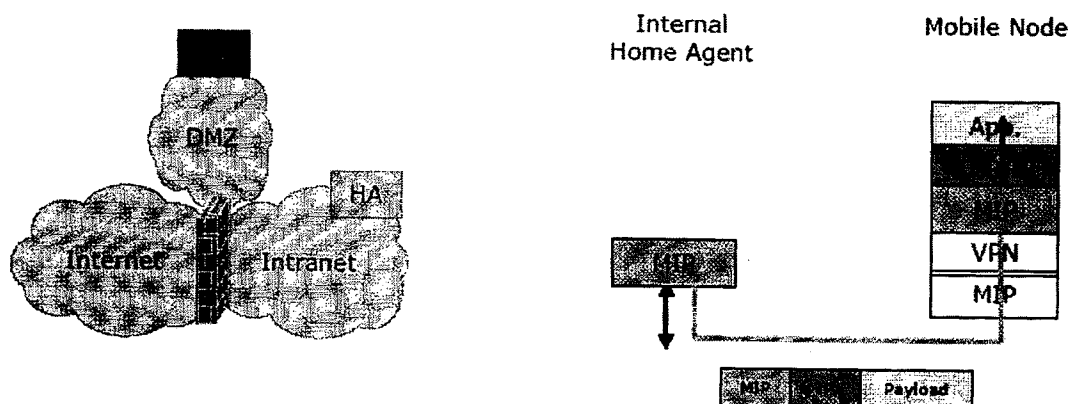 DMZ
HA
Internet
Intranet
Internal
Home Agent
Mobile Node
App.
MIP
VPN
MIP
MIP
MIP
Payload